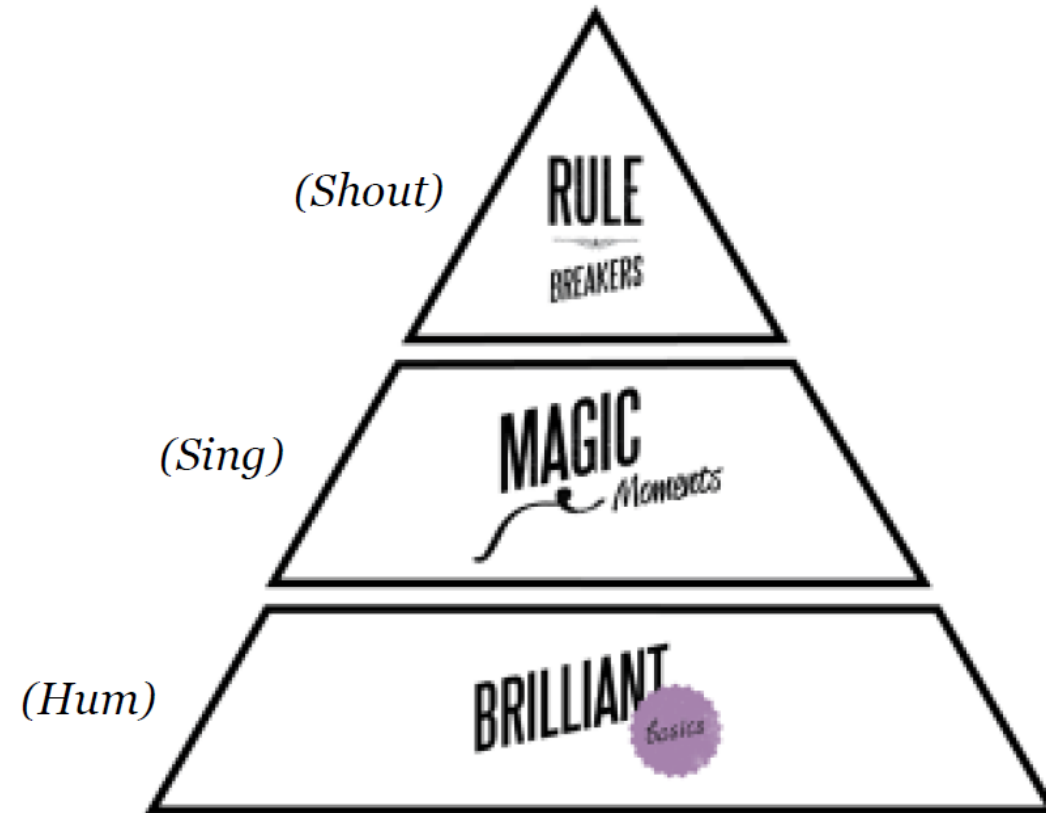 (Shout)
RULE
BREAKERS
(Sing)
MAGIC
Moments
(Hum)
BRILLIANT
basics